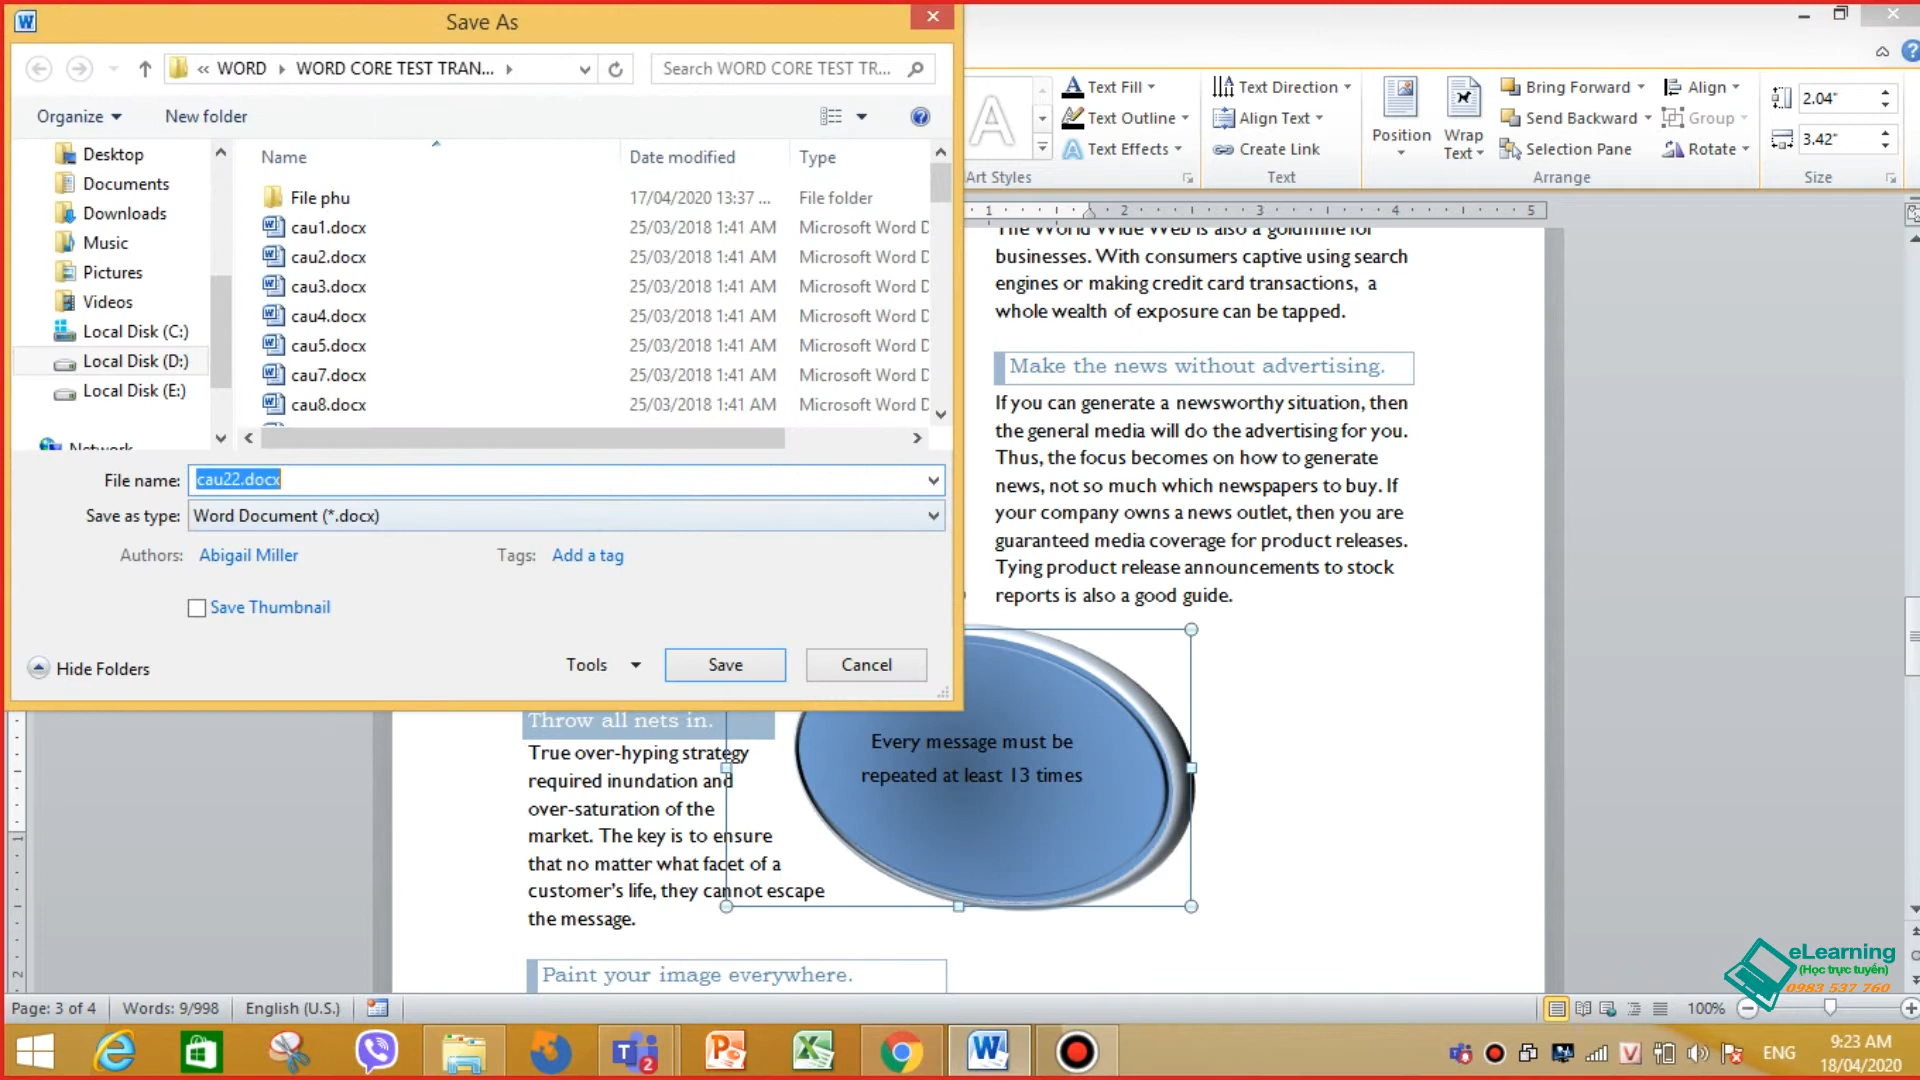 Save As
« WORD ▸ WORD CORE TEST TRAN... ▸
Search WORD CORE TEST TR...
Organize
New folder
Desktop
Documents
Downloads
Music
Pictures
Videos
Local Disk (C:)
Local Disk (D:)
Local Disk (E:)
Network
Name Date modified Type
File phu 17/04/2020 13:37 ... File folder
cau1.docx 25/03/2018 1:41 AM Microsoft Word D
cau2.docx 25/03/2018 1:41 AM Microsoft Word D
cau3.docx 25/03/2018 1:41 AM Microsoft Word D
cau4.docx 25/03/2018 1:41 AM Microsoft Word D
cau5.docx 25/03/2018 1:41 AM Microsoft Word D
cau7.docx 25/03/2018 1:41 AM Microsoft Word D
cau8.docx 25/03/2018 1:41 AM Microsoft Word D
File name: cau22.docx
Save as type: Word Document (*.docx)
Authors: Abigail Miller Tags: Add a tag
Save Thumbnail
Hide Folders
Tools Save Cancel
Text Fill
Text Outline
Text Effects
Art Styles
Text Direction
Align Text
Create Link
Text
Position
Wrap
Text
Bring Forward
Send Backward
Selection Pane
Align
Group
Rotate
Arrange
2.04"
3.42"
Size
1 2 3 4 5
The World Wide Web is also a goldmine for
businesses. With consumers captive using search
engines or making credit card transactions, a
whole wealth of exposure can be tapped.
Make the news without advertising.
If you can generate a newsworthy situation, then
the general media will do the advertising for you.
Thus, the focus becomes on how to generate
news, not so much which newspapers to buy. If
your company owns a news outlet, then you are
guaranteed media coverage for product releases.
Tying product release announcements to stock
reports is also a good guide.
Throw all nets in.
True over-hyping strategy
required inundation and
over-saturation of the
market. The key is to ensure
that no matter what facet of a
customer's life, they cannot escape
the message.
Every message must be
repeated at least 13 times
Paint your image everywhere.
eLearning
(Học trực tuyến)
0983 537 760
Page: 3 of 4 Words: 9/998 English (U.S.) 100%
2
ENG
9:23 AM
18/04/2020